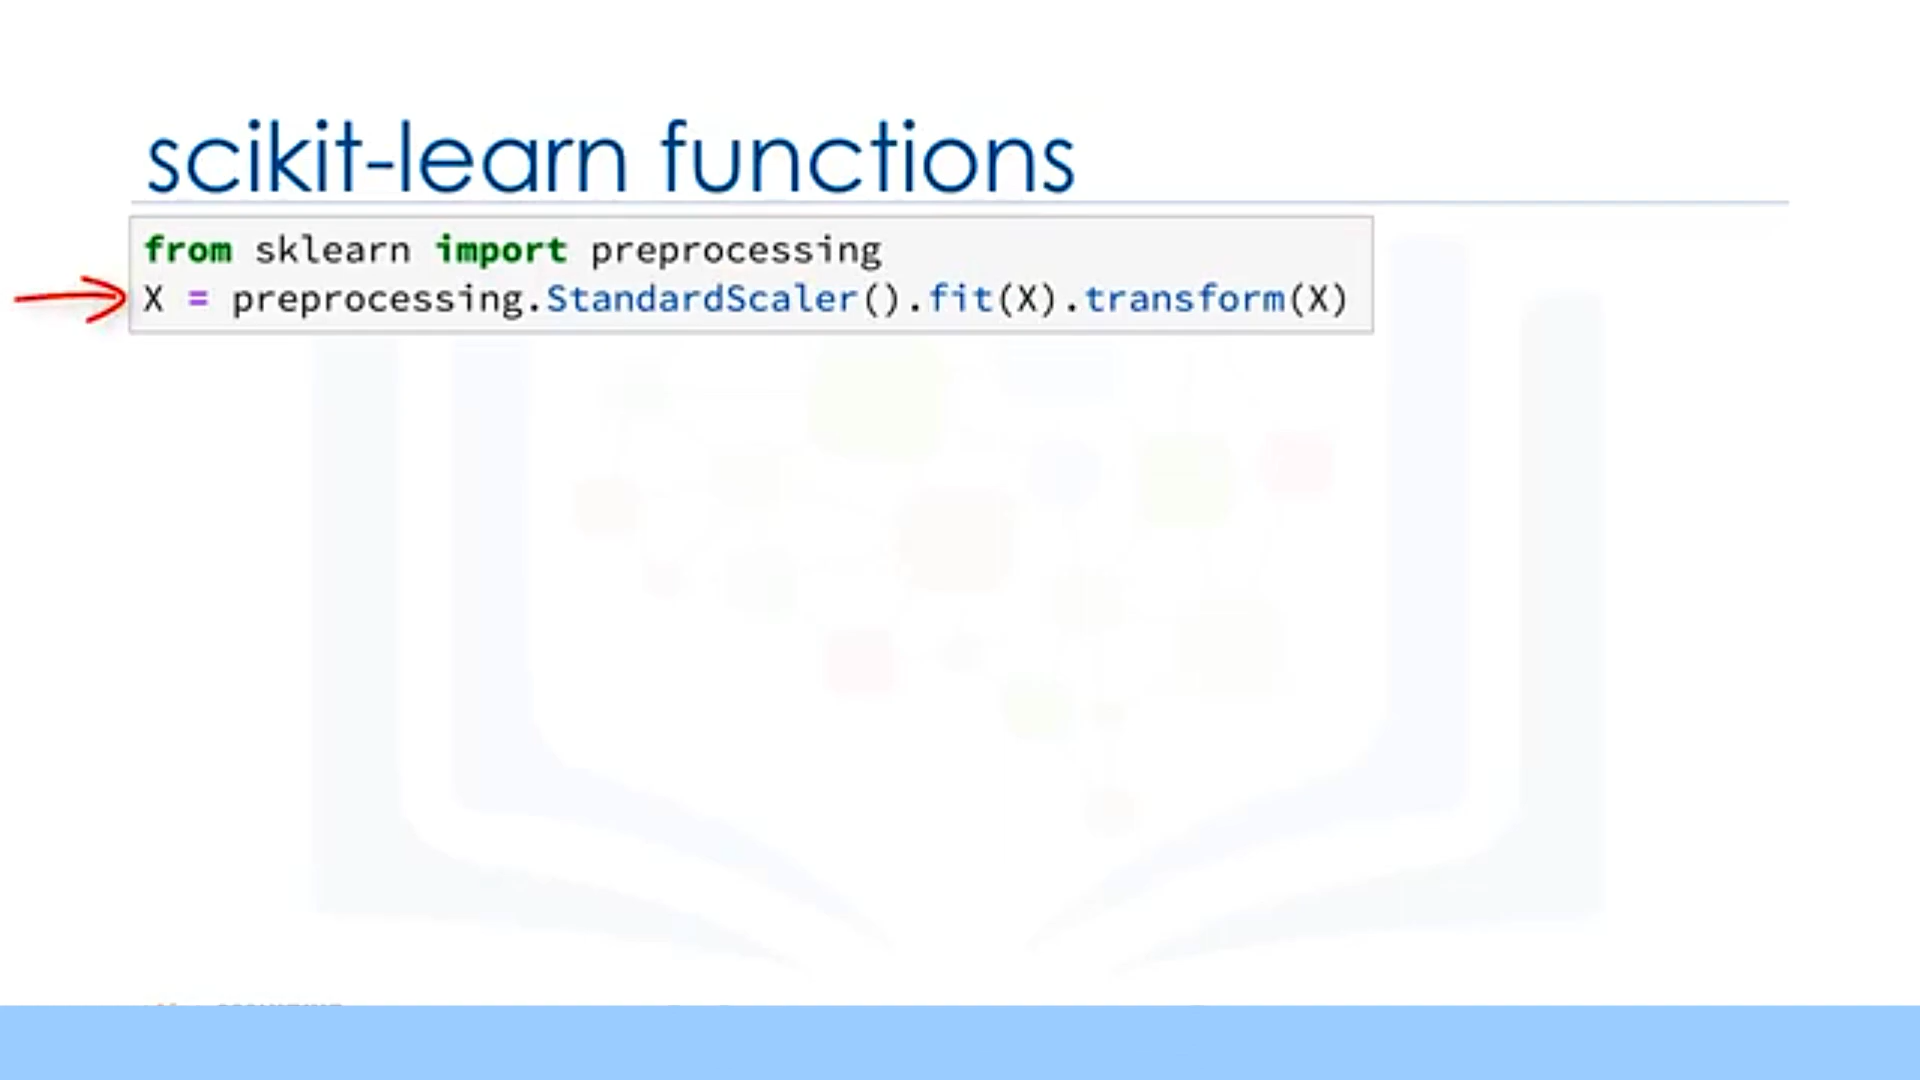 scikit-learn functions
from sklearn import preprocessing
X = preprocessing.StandardScaler().fit(X).transform(X)